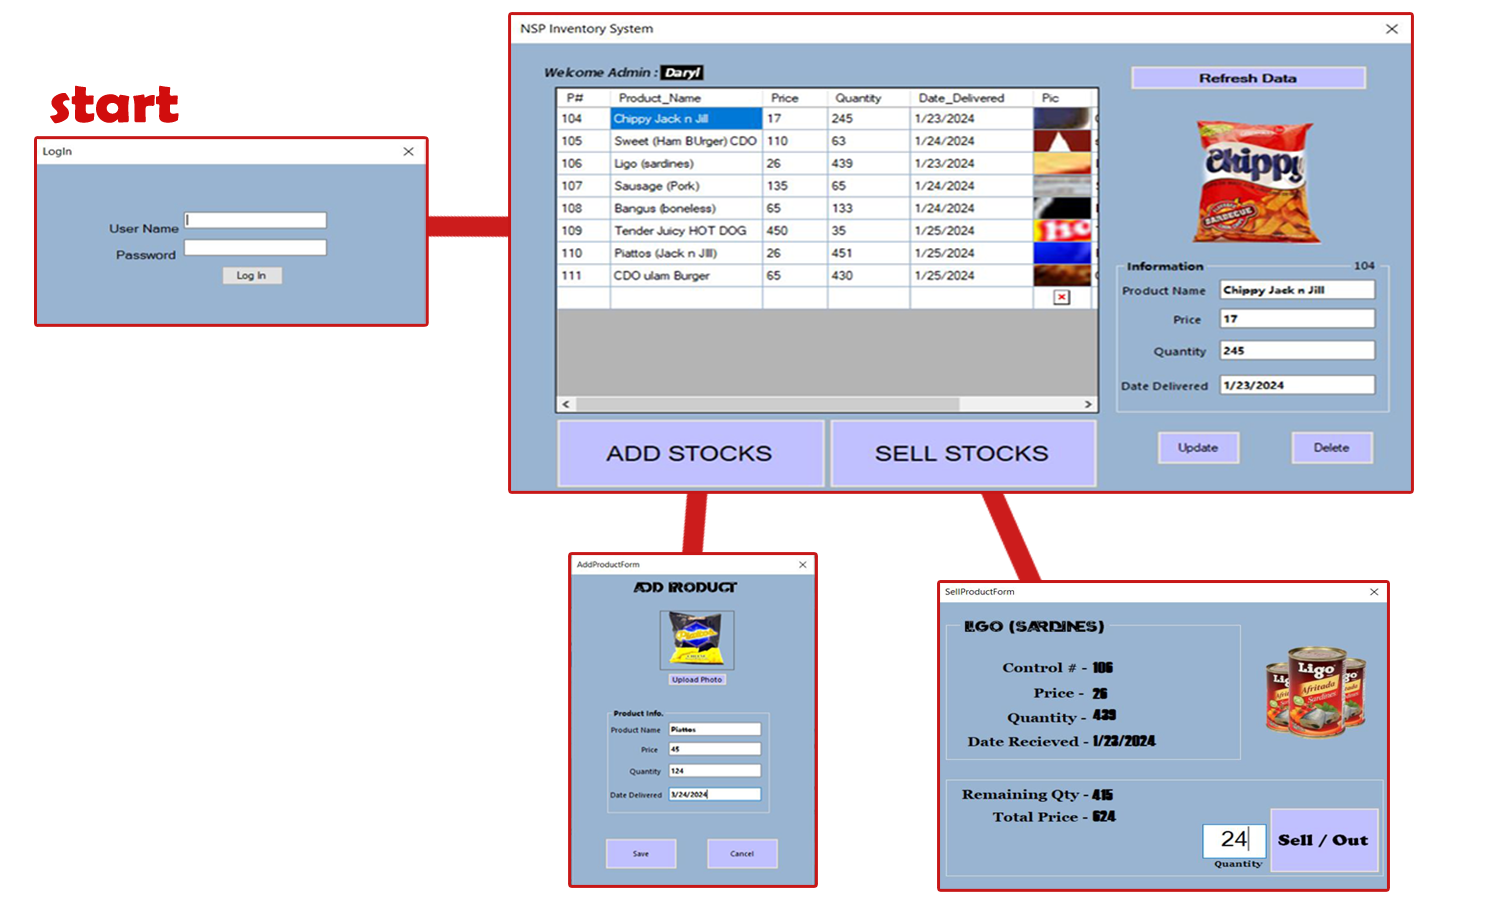 start
LogIn
User Name
Password
Log In
NSP Inventory System
Welcome Admin : Daryl
P# Product_Name Price Quantity Date_Delivered Pic
104 Chippy Jack n Jill 17 245 1/23/2024
105 Sweet (Ham BUrger) CDO 110 63 1/24/2024
106 Ligo (sardines) 26 439 1/23/2024
107 Sausage (Pork) 135 65 1/24/2024
108 Bangus (boneless) 65 133 1/24/2024
109 Tender Juicy HOT DOG 450 35 1/25/2024
110 Piattos (Jack n JIll) 26 451 1/25/2024
111 CDO ulam Burger 65 430 1/25/2024
ADD STOCKS
SELL STOCKS
Refresh Data
Chippy
BARBECUE
Information 104
Product Name Chippy Jack n Jill
Price 17
Quantity 245
Date Delivered 1/23/2024
Update
Delete
AddProductForm
ADD PRODUCT
Piattos
Upload Photo
Product Info.
Product Name Piattos
Price 45
Quantity 124
Date Delivered 3/24/2024
Save
Cancel
SellProductForm
LIGO (SARDINES)
Control # - 106
Price - 26
Quantity - 439
Date Recieved - 1/23/2024
Ligo
Afritada
Sardines
Remaining Qty - 415
Total Price - 624
24
Quantity
Sell / Out